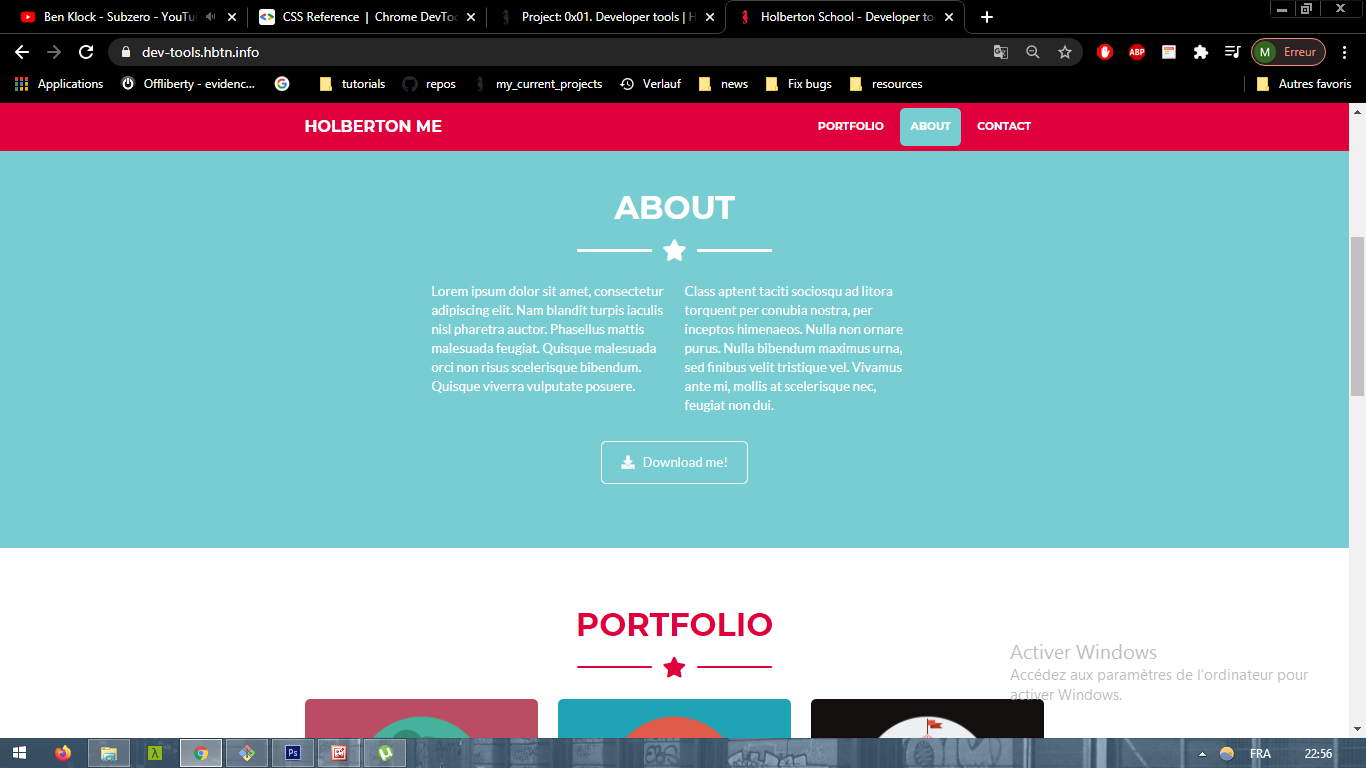 Ben Klock - Subzero - YouTu
CSS Reference | Chrome DevToo
Project: 0x01. Developer tools | H
Holberton School - Developer to
dev-tools.hbtn.info
ABP
M
Erreur
Applications
Offliberty - evidenc...
tutorials
repos
my_current_projects
Verlauf
news
Fix bugs
resources
Autres favoris
HOLBERTON ME
PORTFOLIO
ABOUT
CONTACT
ABOUT
Lorem ipsum dolor sit amet, consectetur
adipiscing elit. Nam blandit turpis iaculis
nisl pharetra auctor. Phasellus mattis
malesuada feugiat. Quisque malesuada
orci non risus scelerisque bibendum.
Quisque viverra vulputate posuere.
Class aptent taciti sociosqu ad litora
torquent per conubia nostra, per
inceptos himenaeos. Nulla non ornare
purus. Nulla bibendum maximus urna,
sed finibus velit tristique vel. Vivamus
ante mi, mollis at scelerisque nec,
feugiat non dui.
Download me!
PORTFOLIO
Activer Windows
Accédez aux paramètres de l'ordinateur pour
activer Windows.
Ps
FRA
22:56